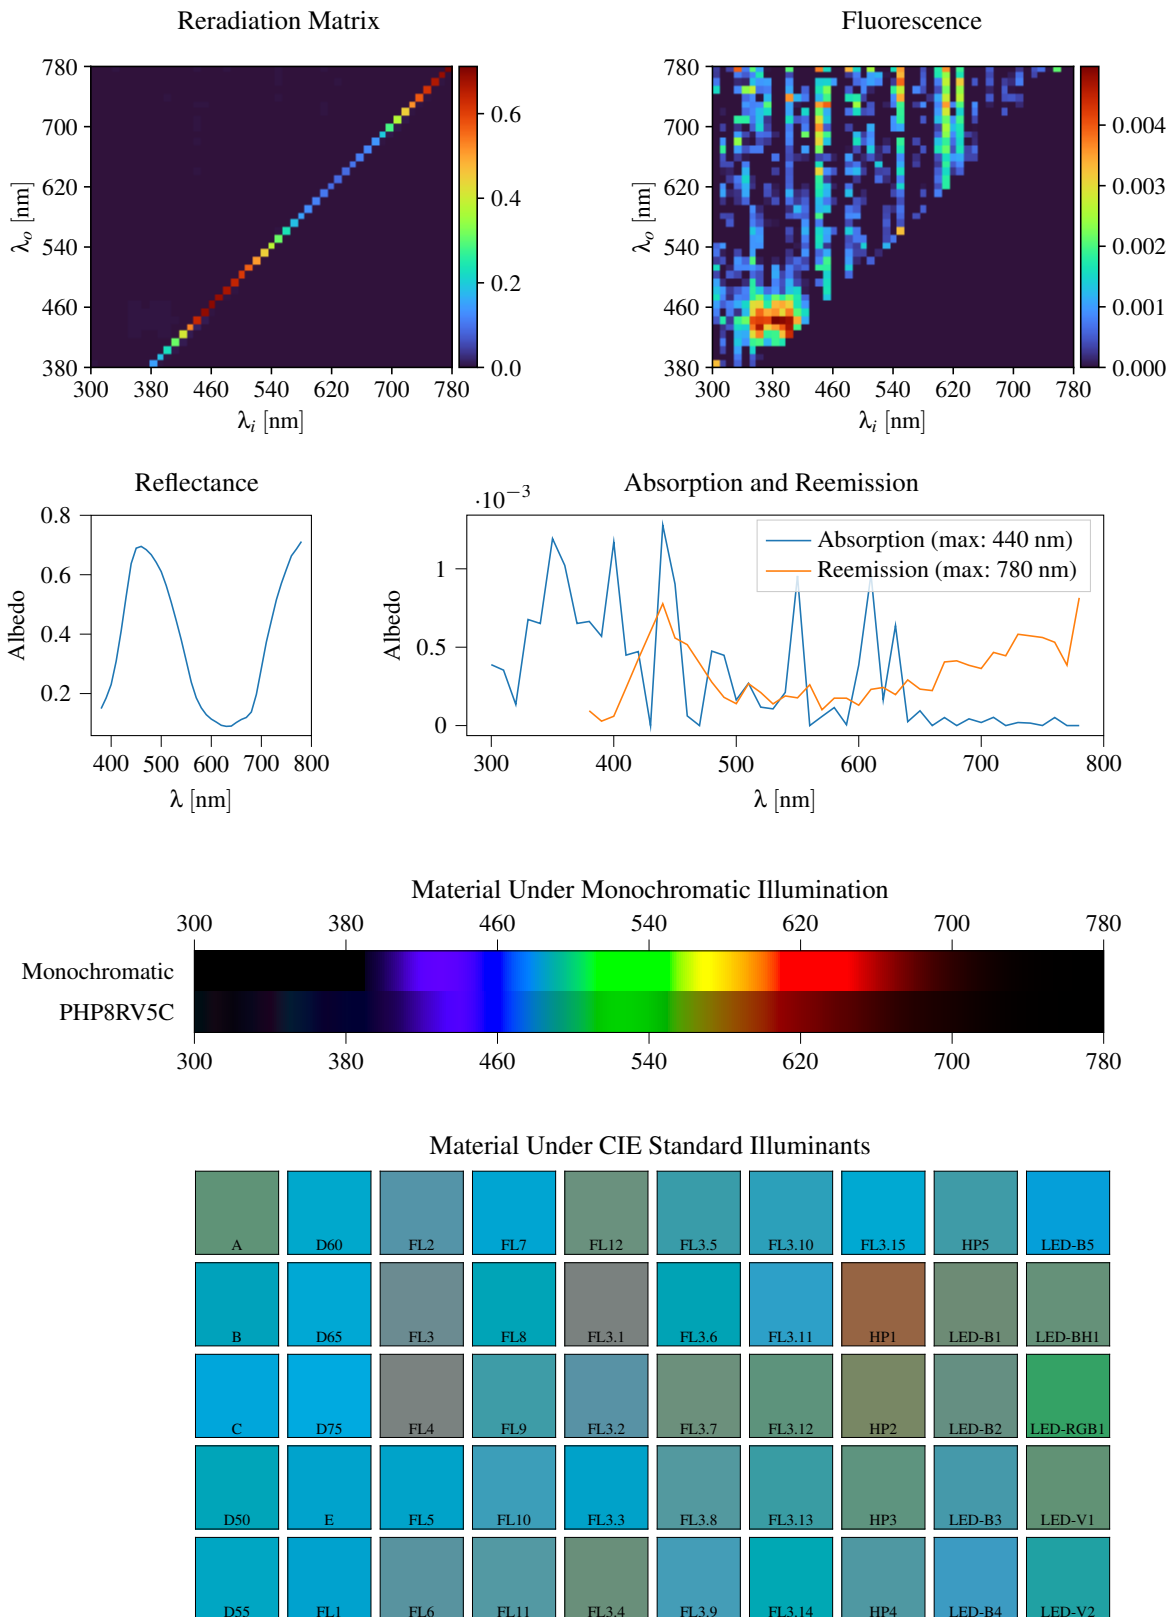 Reradiation Matrix
Fluorescence
780
700
620
540
460
380
λo [nm]
300 380 460 540 620 700 780
λi [nm]
0.6
0.4
0.2
0.0
780
700
620
540
460
380
λo [nm]
300 380 460 540 620 700 780
λi [nm]
0.004
0.003
0.002
0.001
0.000
Reflectance
0.8
0.6
0.4
0.2
Albedo
400 500 600 700 800
λ [nm]
Absorption and Reemission
·10−3
1
0.5
0
Albedo
Absorption (max: 440 nm)
Reemission (max: 780 nm)
300 400 500 600 700 800
λ [nm]
Material Under Monochromatic Illumination
300 380 460 540 620 700 780
Monochromatic
PHP8RV5C
300 380 460 540 620 700 780
Material Under CIE Standard Illuminants
A D60 FL2 FL7 FL12 FL3.5 FL3.10 FL3.15 HP5 LED-B5
B D65 FL3 FL8 FL3.1 FL3.6 FL3.11 HP1 LED-B1 LED-BH1
C D75 FL4 FL9 FL3.2 FL3.7 FL3.12 HP2 LED-B2 LED-RGB1
D50 E FL5 FL10 FL3.3 FL3.8 FL3.13 HP3 LED-B3 LED-V1
D55 FL1 FL6 FL11 FL3.4 FL3.9 FL3.14 HP4 LED-B4 LED-V2